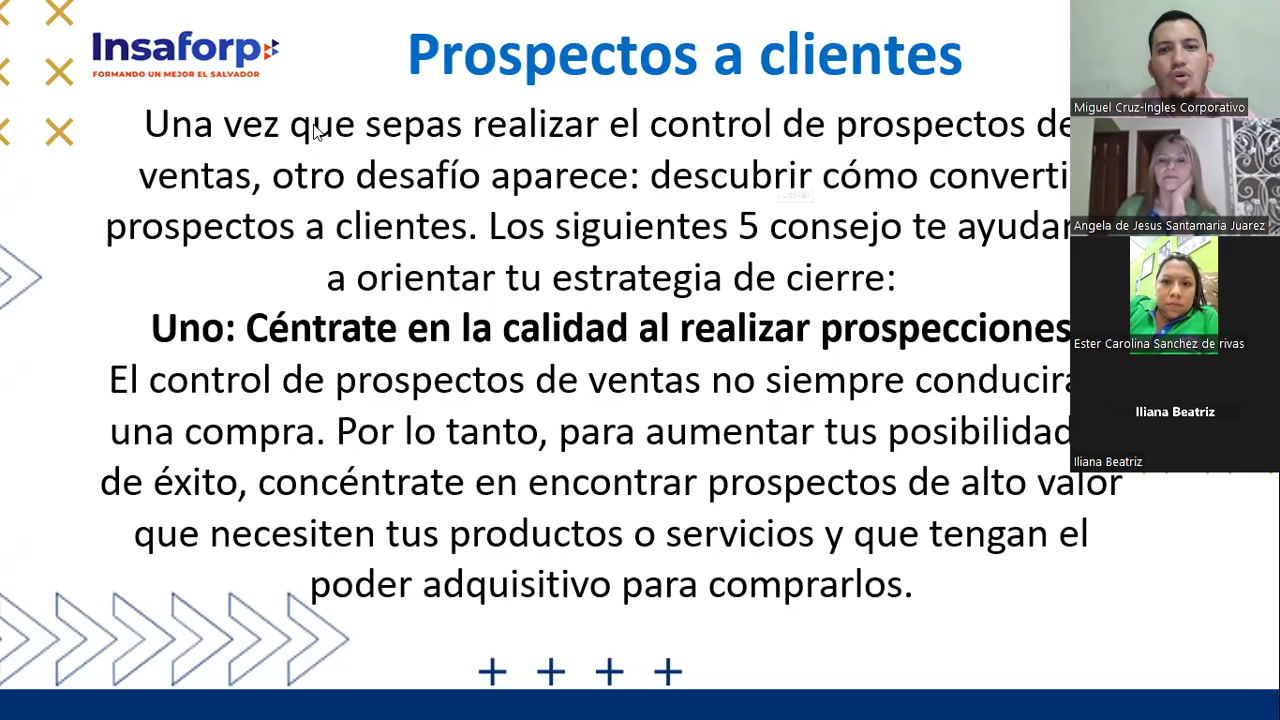 Insaforp
FORMANDO UN MEJOR EL SALVADOR
Prospectos a clientes
Una vez que sepas realizar el control de prospectos de
ventas, otro desafío aparece: descubrir cómo converti
prospectos a clientes. Los siguientes 5 consejo te ayudar
a orientar tu estrategia de cierre:
Uno: Céntrate en la calidad al realizar prospecciones
El control de prospectos de ventas no siempre conducirá
una compra. Por lo tanto, para aumentar tus posibilidad
de éxito, concéntrate en encontrar prospectos de alto valor
que necesiten tus productos o servicios y que tengan el
poder adquisitivo para comprarlos.
Miguel Cruz-Ingles Corporativo
Angela de Jesus Santamaria Juarez
Ester Carolina Sanchez de rivas
Iliana Beatriz
Iliana Beatriz